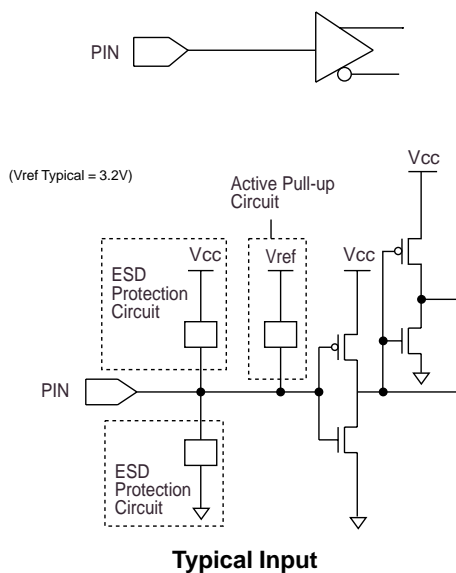 PIN
Vcc
(Vref Typical = 3.2V)
Active Pull-up
Circuit
Vcc
Vref
Vcc
ESD
Protection
Circuit
PIN
ESD
Protection
Circuit
Typical Input